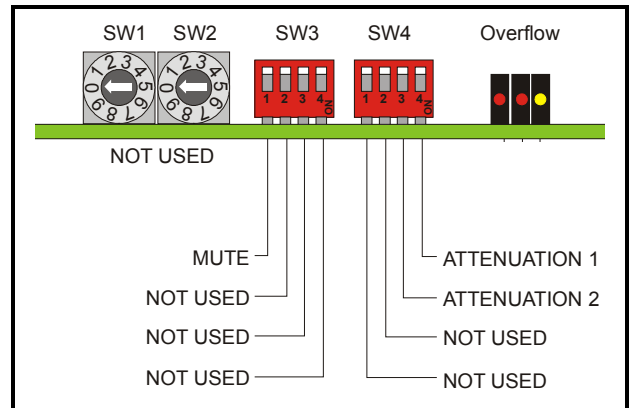 SW1 SW2 SW3 SW4 Overflow
0 1 2 3 4 5 6 7 8 9 0 1 2 3 4 5 6 7 8 9
1 2 3 4 ON 1 2 3 4 ON
NOT USED
MUTE ATTENUATION 1
NOT USED ATTENUATION 2
NOT USED NOT USED
NOT USED NOT USED